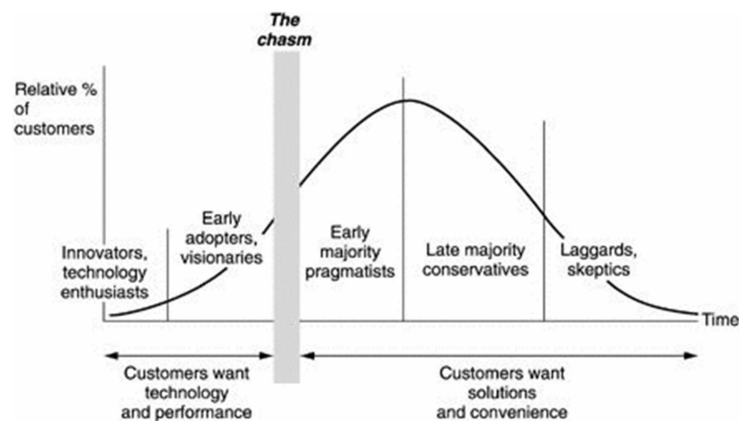 The
chasm
Relative %
of
customers
Innovators,
technology
enthusiasts
Early
adopters,
visionaries
Early
majority
pragmatists
Late majority
conservatives
Laggards,
skeptics
Time
Customers want
technology
and performance
Customers want
solutions
and convenience